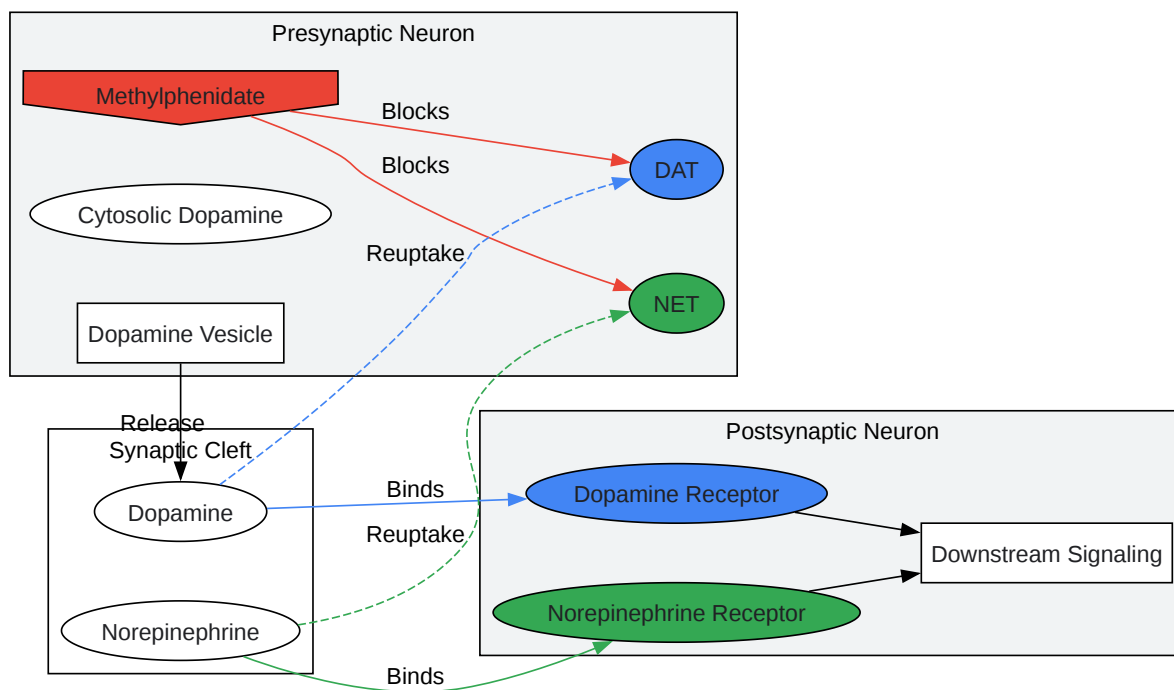 Presynaptic Neuron
Methylphenidate
Blocks
Blocks
DAT
Cytosolic Dopamine
Reuptake
NET
Dopamine Vesicle
Release
Synaptic Cleft
Postsynaptic Neuron
Binds
Dopamine Receptor
Dopamine
Reuptake
Downstream Signaling
Norepinephrine Receptor
Norepinephrine
Binds